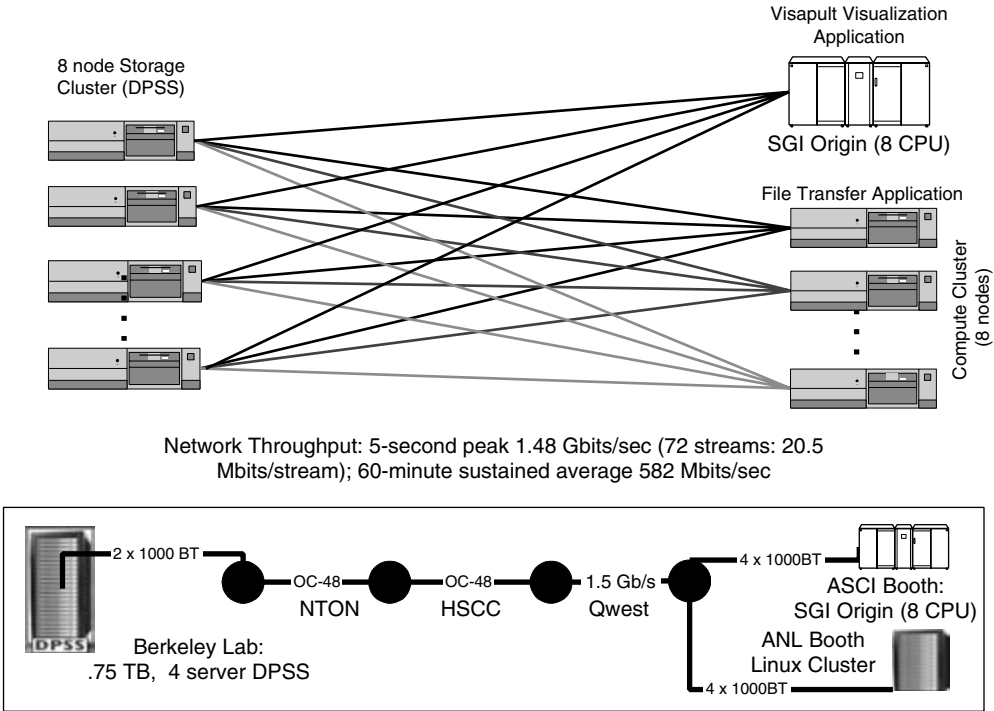 Visapult Visualization
Application
8 node Storage
Cluster (DPSS)
SGI Origin (8 CPU)
File Transfer Application
Compute Cluster
(8 nodes)
Network Throughput: 5-second peak 1.48 Gbits/sec (72 streams: 20.5
Mbits/stream); 60-minute sustained average 582 Mbits/sec
2 x 1000 BT
OC-48
NTON
OC-48
HSCC
1.5 Gb/s
Qwest
4 x 1000BT
ASCI Booth:
SGI Origin (8 CPU)
DPSS
Berkeley Lab:
.75 TB, 4 server DPSS
ANL Booth
Linux Cluster
4 x 1000BT